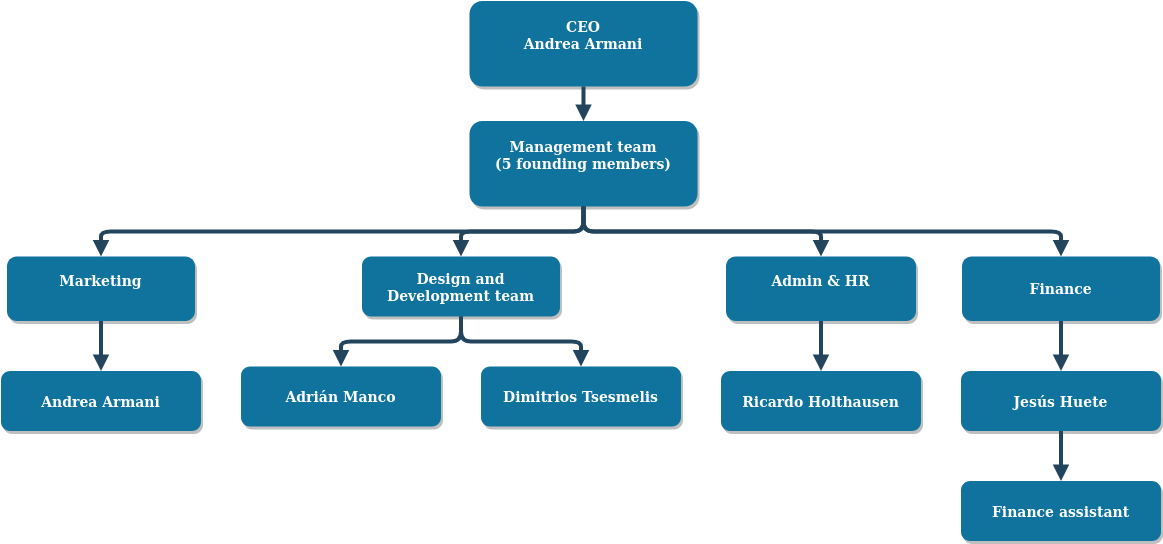 CEO
Andrea Armani
Management team
(5 founding members)
Marketing
Design and
Development team
Admin & HR
Finance
Andrea Armani
Adrián Manco
Dimitrios Tsesmelis
Ricardo Holthausen
Jesús Huete
Finance assistant